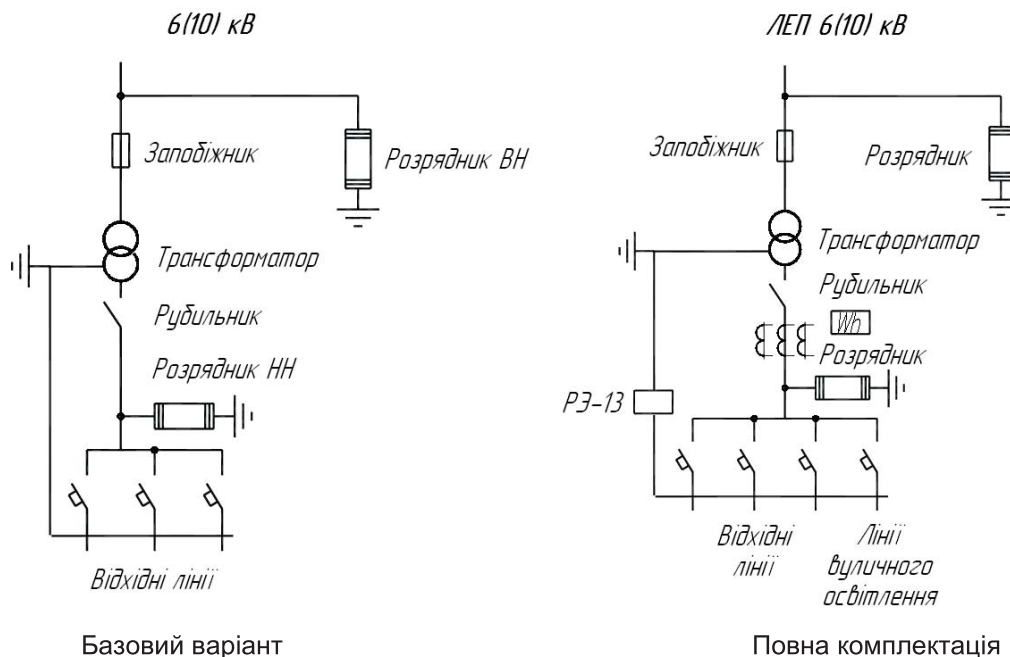 6(10) кВ
Запобіжник
Розрядник ВН
Трансформатор
Рубильник
Розрядник НН
Відхідні лінії
Базовий варіант
ЛЕП 6(10) кВ
Запобіжник
Розрядник
Трансформатор
Рубильник
Wh
Розрядник
РЭ-13
Відхідні
лінії
Лінії
вуличного
освітлення
Повна комплектація